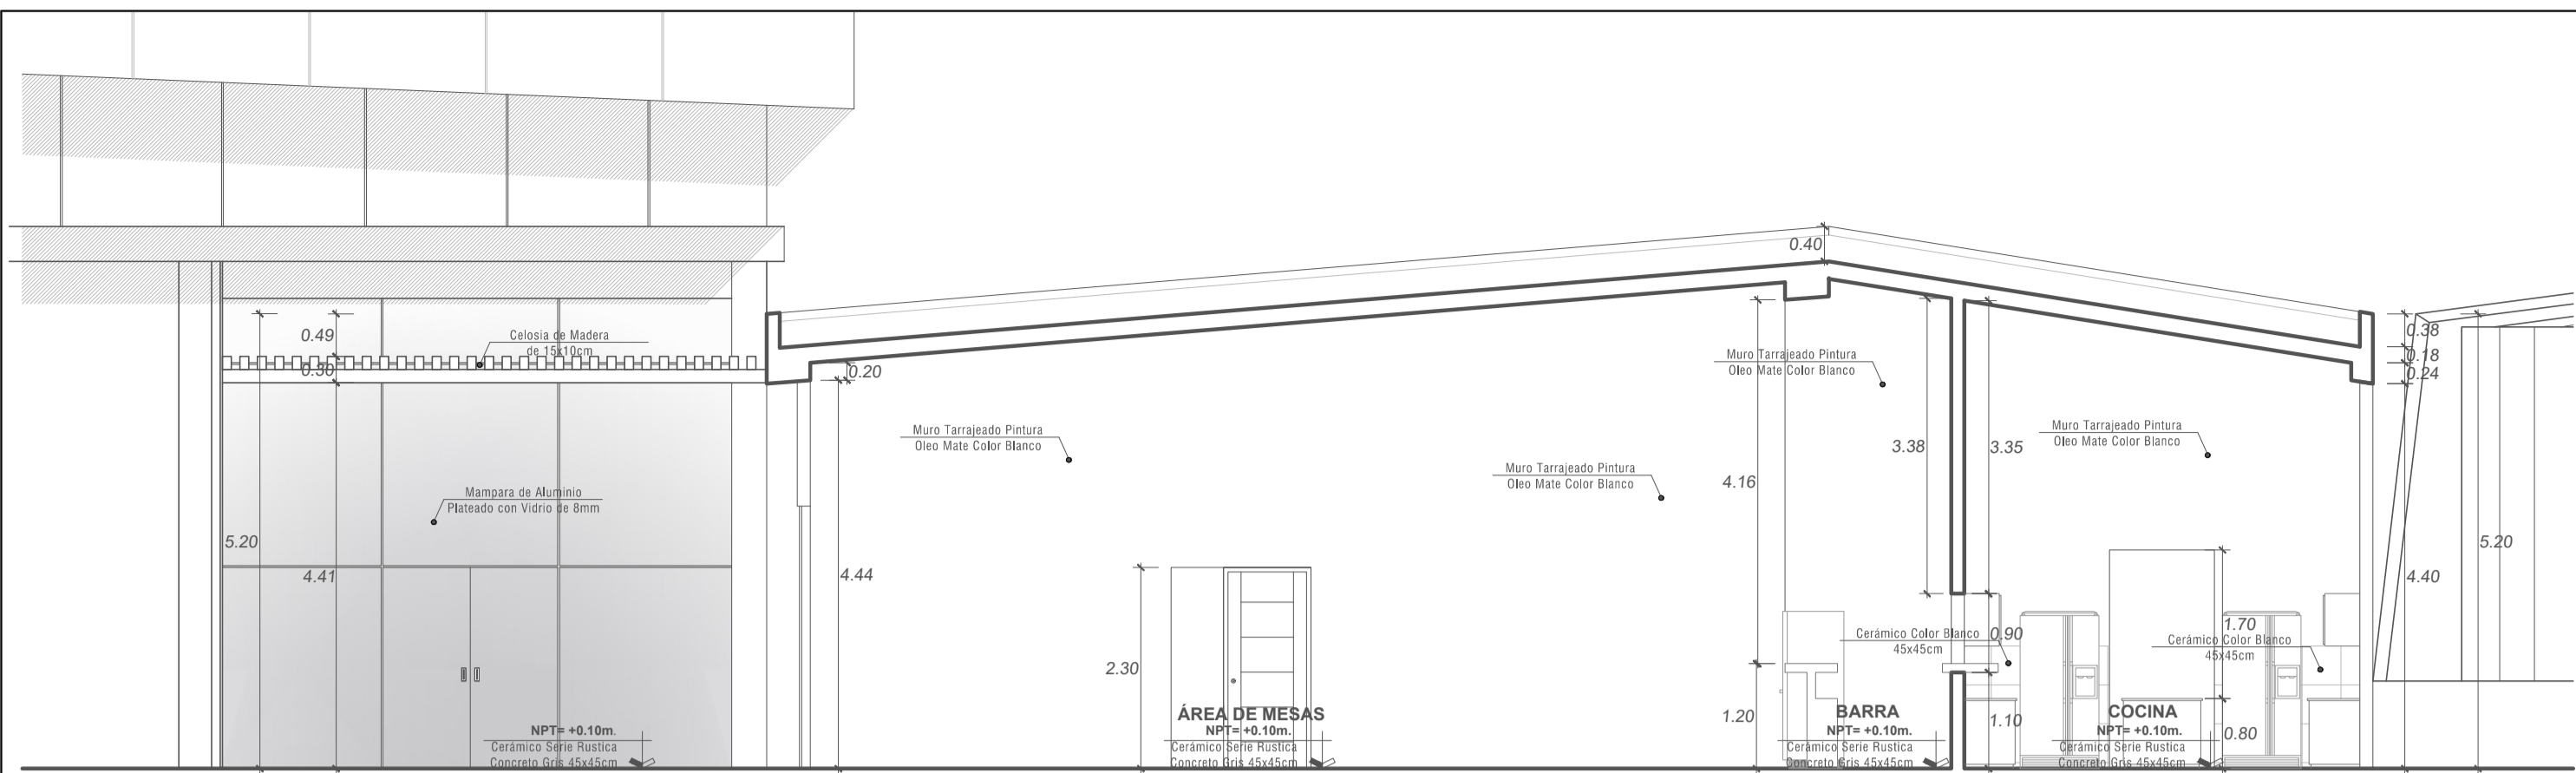 0.40
0.49
Celosia de Madera
de 15x10cm
0.30
0.20
0.38
0.18
0.24
Muro Tarrajeado Pintura
Oleo Mate Color Blanco
Muro Tarrajeado Pintura
Oleo Mate Color Blanco
Muro Tarrajeado Pintura
Oleo Mate Color Blanco
Muro Tarrajeado Pintura
Oleo Mate Color Blanco
3.38
3.35
4.16
Mampara de Aluminio
Plateado con Vidrio de 8mm
5.20
4.41
4.44
5.20
4.40
2.30
Cerámico Color Blanco
45x45cm
0.90
1.70
Cerámico Color Blanco
45x45cm
1.20
1.10
0.80
NPT= +0.10m.
Cerámico Serie Rustica
Concreto Gris 45x45cm
ÁREA DE MESAS
NPT= +0.10m.
Cerámico Serie Rustica
Concreto Gris 45x45cm
BARRA
NPT= +0.10m.
Cerámico Serie Rustica
Concreto Gris 45x45cm
COCINA
NPT= +0.10m.
Cerámico Serie Rustica
Concreto Gris 45x45cm